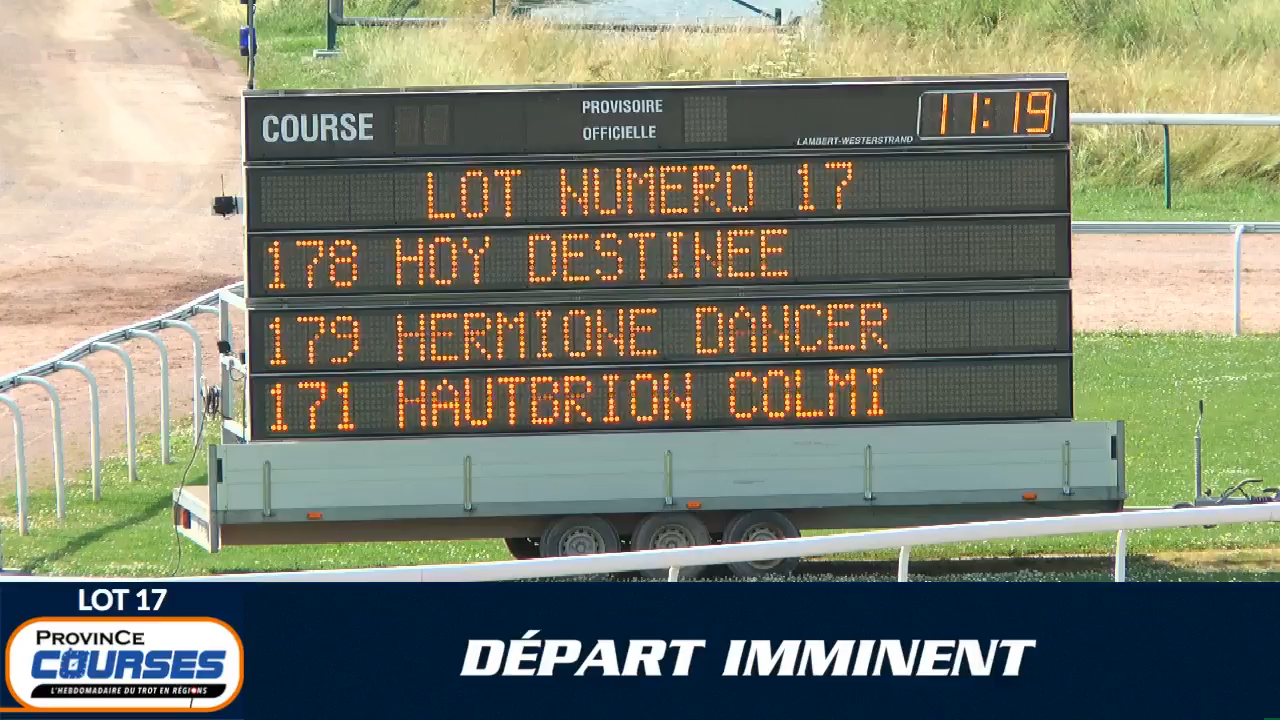 COURSE
PROVISOIRE
OFFICIELLE
LAMBERT-WESTERSTRAND
11:19
LOT NUMERO 17
178 HOY DESTINEE
179 HERMIONE DANCER
171 HAUTBRION COLMI
LOT 17
PROVINCE
COURSES
L'HEBDOMADAIRE DU TROT EN RÉGIONS
DÉPART IMMINENT